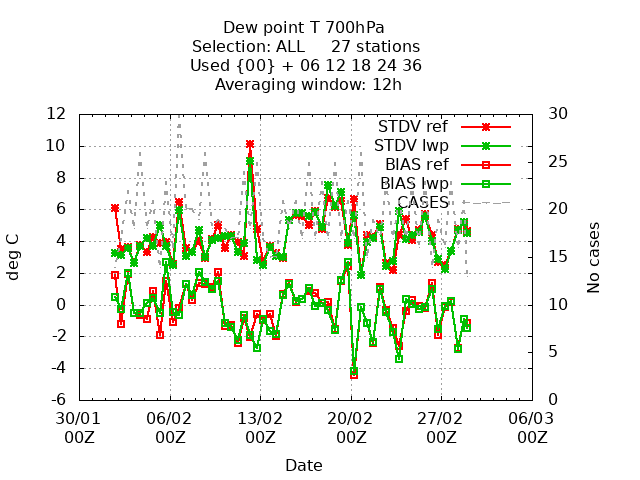 Dew point T 700hPa
Selection: ALL 27 stations
Used {00} + 06 12 18 24 36
Averaging window: 12h
12 30
10 25
8 20
6 15
4 10
2 5
0 0
-2
-4
-6
STDV ref
STDV lwp
BIAS ref
BIAS lwp
CASES
deg C
No cases
30/01 06/02 13/02 20/02 27/02 06/03
00Z 00Z 00Z 00Z 00Z 00Z
Date